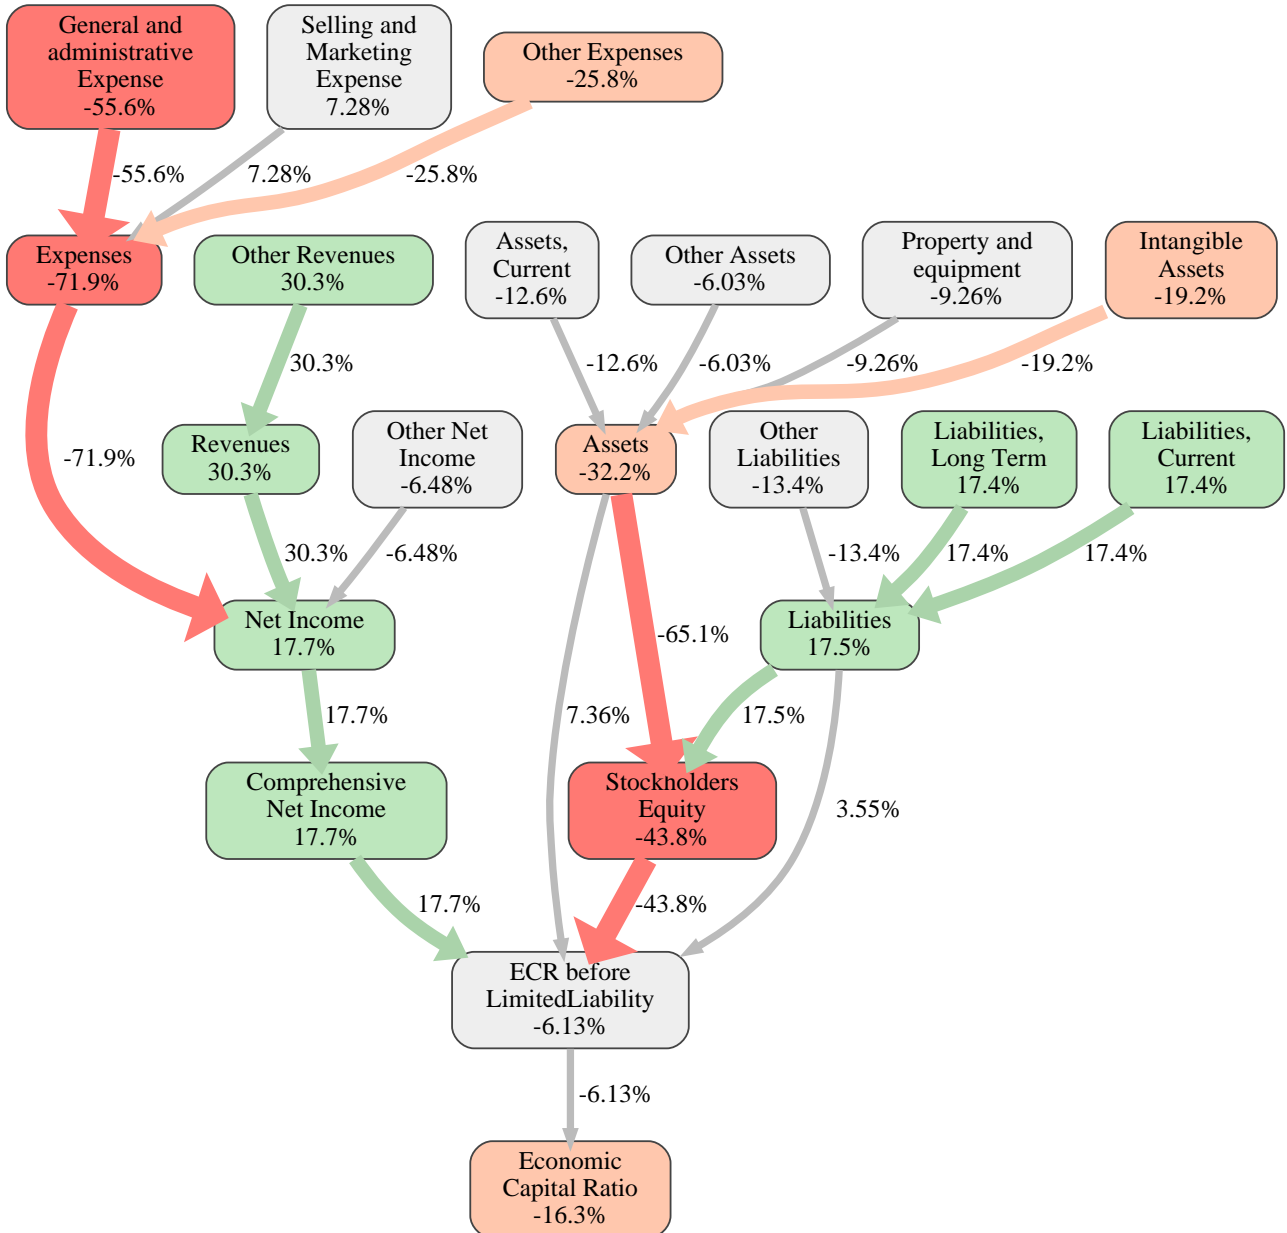 General and
administrative
Expense
-55.6%
Selling and
Marketing
Expense
7.28%
Other Expenses
-25.8%
-55.6%
7.28%
-25.8%
Expenses
-71.9%
Other Revenues
30.3%
Assets,
Current
-12.6%
Other Assets
-6.03%
Property and
equipment
-9.26%
Intangible
Assets
-19.2%
30.3%
-12.6%
-6.03%
-9.26%
-19.2%
-71.9%
Revenues
30.3%
Other Net
Income
-6.48%
Assets
-32.2%
Other
Liabilities
-13.4%
Liabilities,
Long Term
17.4%
Liabilities,
Current
17.4%
30.3%
-6.48%
-13.4%
17.4%
17.4%
Net Income
17.7%
-65.1%
Liabilities
17.5%
17.7%
7.36%
17.5%
Comprehensive
Net Income
17.7%
Stockholders
Equity
-43.8%
3.55%
17.7%
-43.8%
ECR before
LimitedLiability
-6.13%
-6.13%
Economic
Capital Ratio
-16.3%